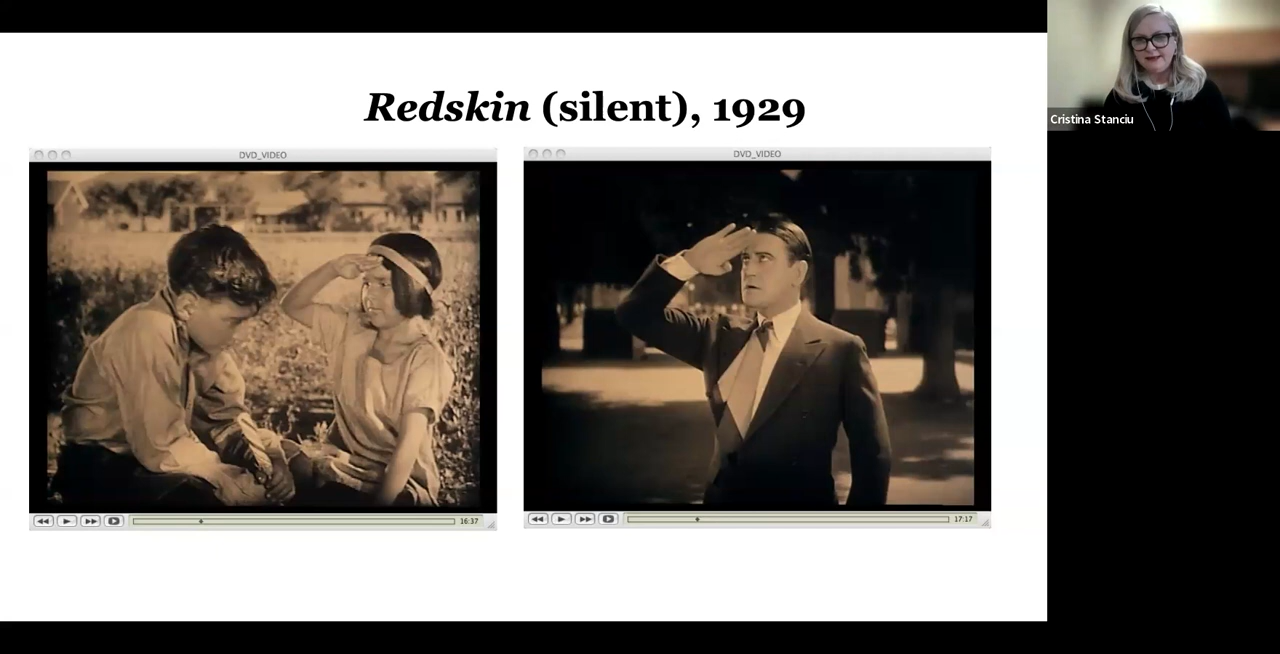 Redskin (silent), 1929
DVD_VIDEO
DVD_VIDEO
16:37
17:17
Cristina Stanciu